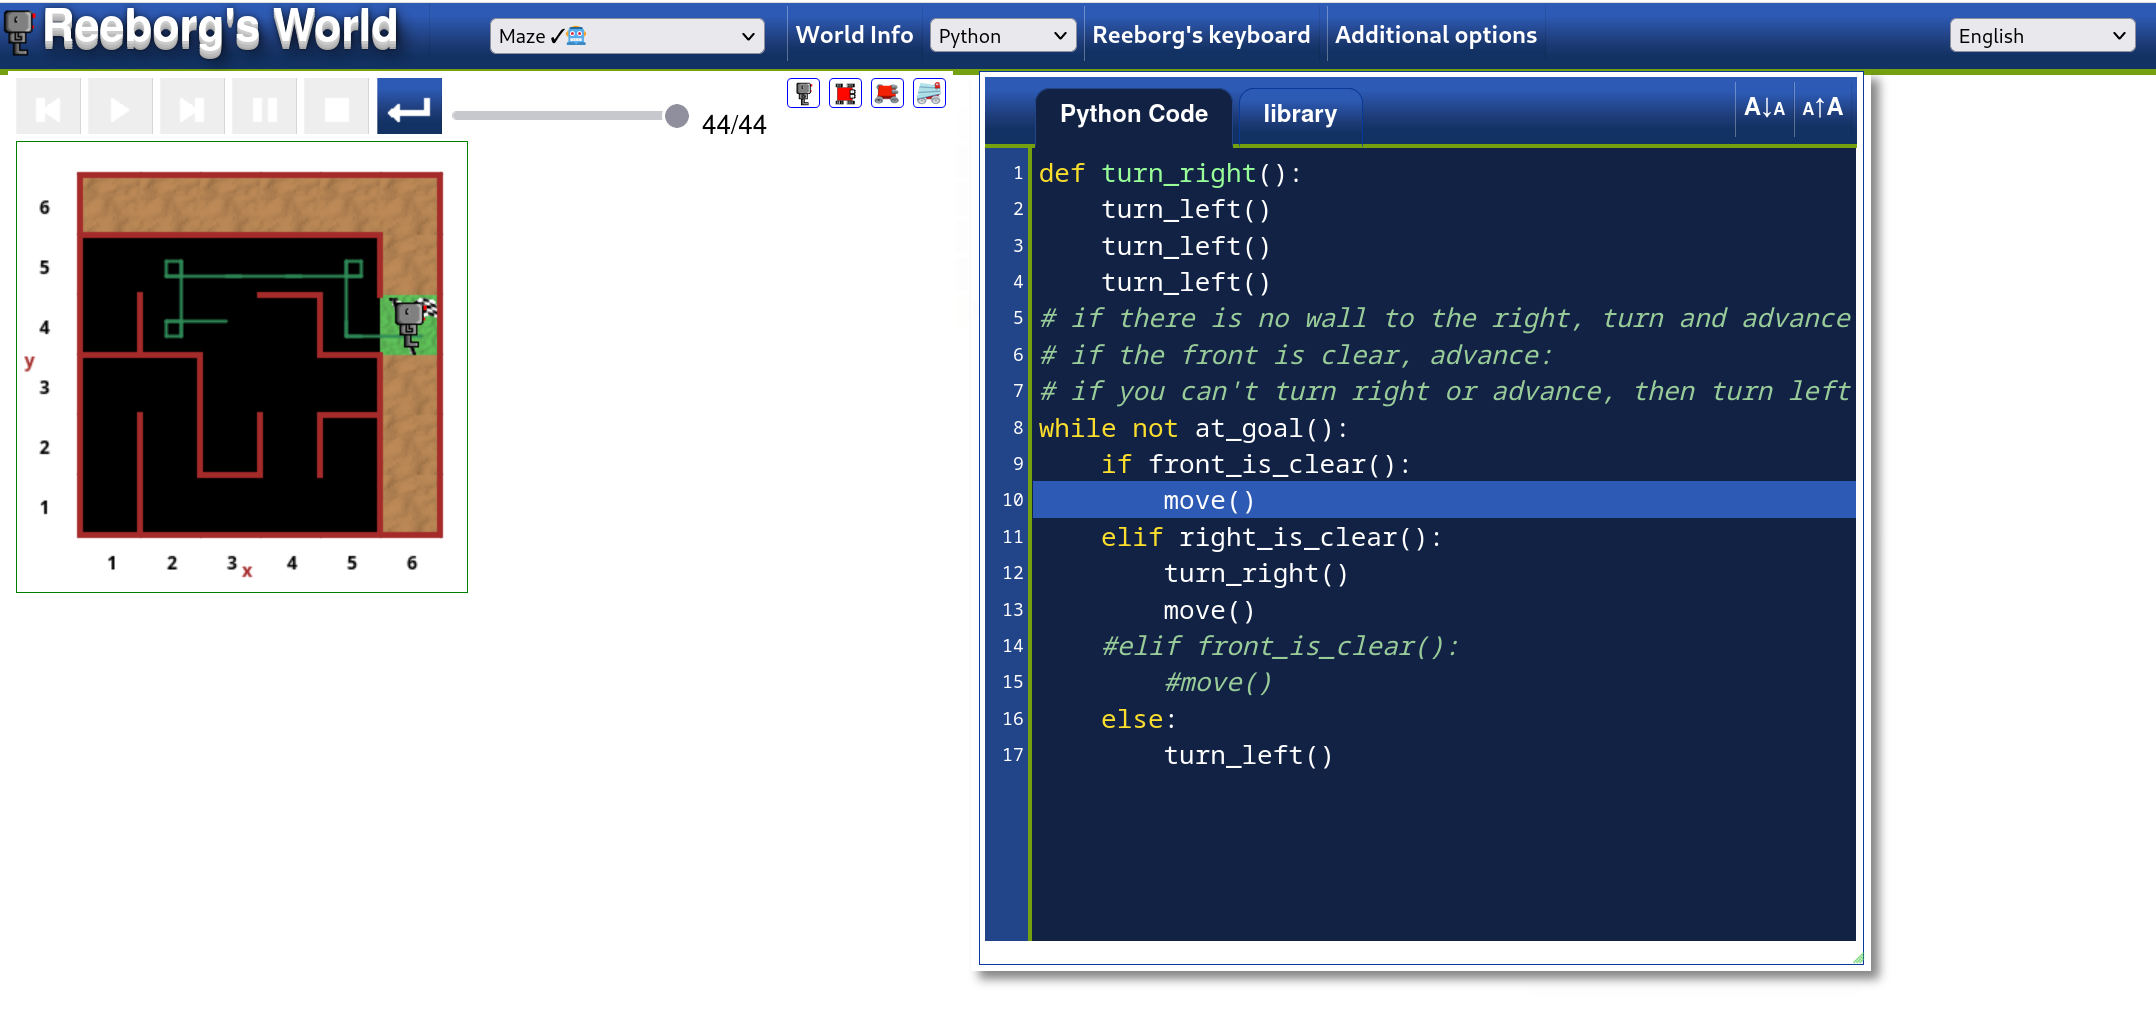 Reeborg's World
Maze ✓🤖
World Info
Python
Reeborg's keyboard
Additional options
English
44/44
6
5
4
y
3
2
1
1 2 3 x 4 5 6
Python Code
library
A↓A
A↑A
1 def turn_right():
2 turn_left()
3 turn_left()
4 turn_left()
5 # if there is no wall to the right, turn and advance
6 # if the front is clear, advance:
7 # if you can't turn right or advance, then turn left
8 while not at_goal():
9 if front_is_clear():
10 move()
11 elif right_is_clear():
12 turn_right()
13 move()
14 #elif front_is_clear():
15 #move()
16 else:
17 turn_left()